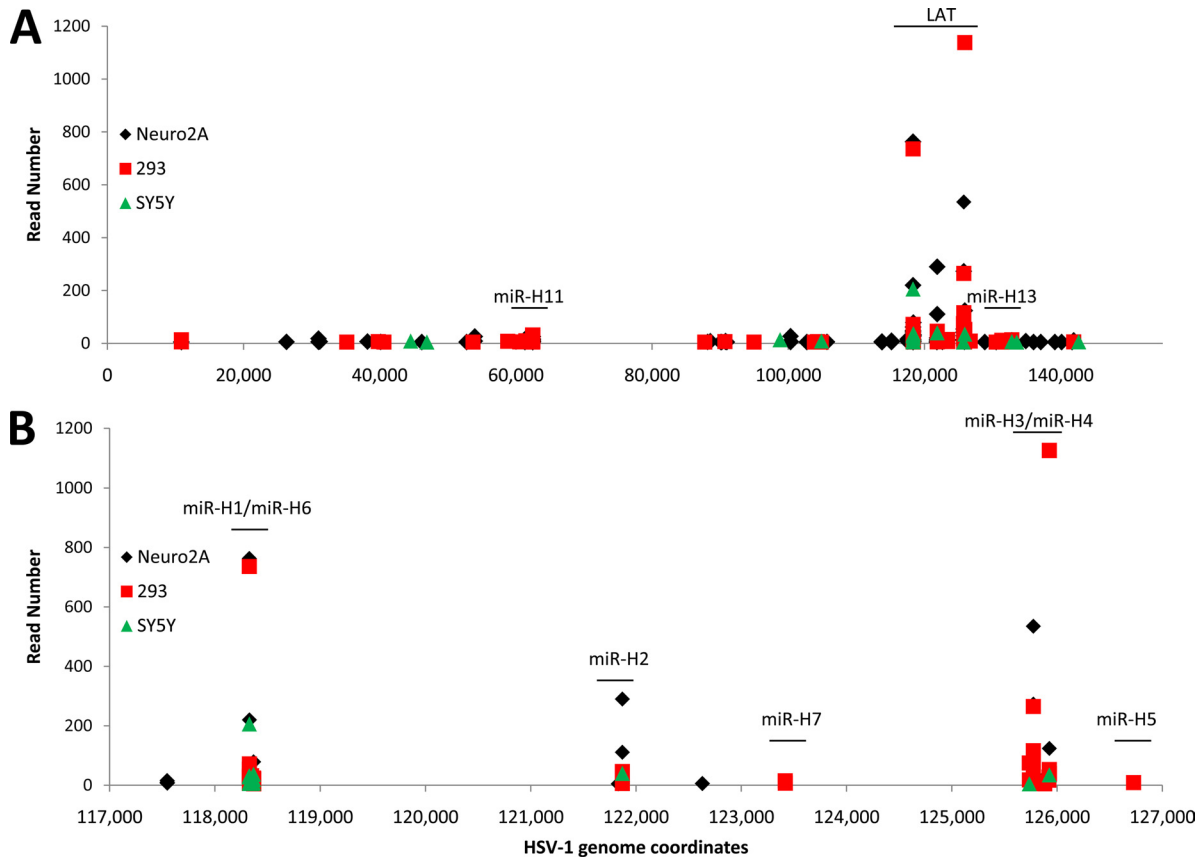 A
LAT
1200
1000
800
600
400
200
0
Read Number
Neuro2A
293
SY5Y
miR-H11
miR-H13
0 20,000 40,000 60,000 80,000 100,000 120,000 140,000
B
miR-H3/miR-H4
1200
1000
800
600
400
200
0
Read Number
miR-H1/miR-H6
Neuro2A
293
SY5Y
miR-H2
miR-H7
miR-H5
117,000 118,000 119,000 120,000 121,000 122,000 123,000 124,000 125,000 126,000 127,000
HSV-1 genome coordinates